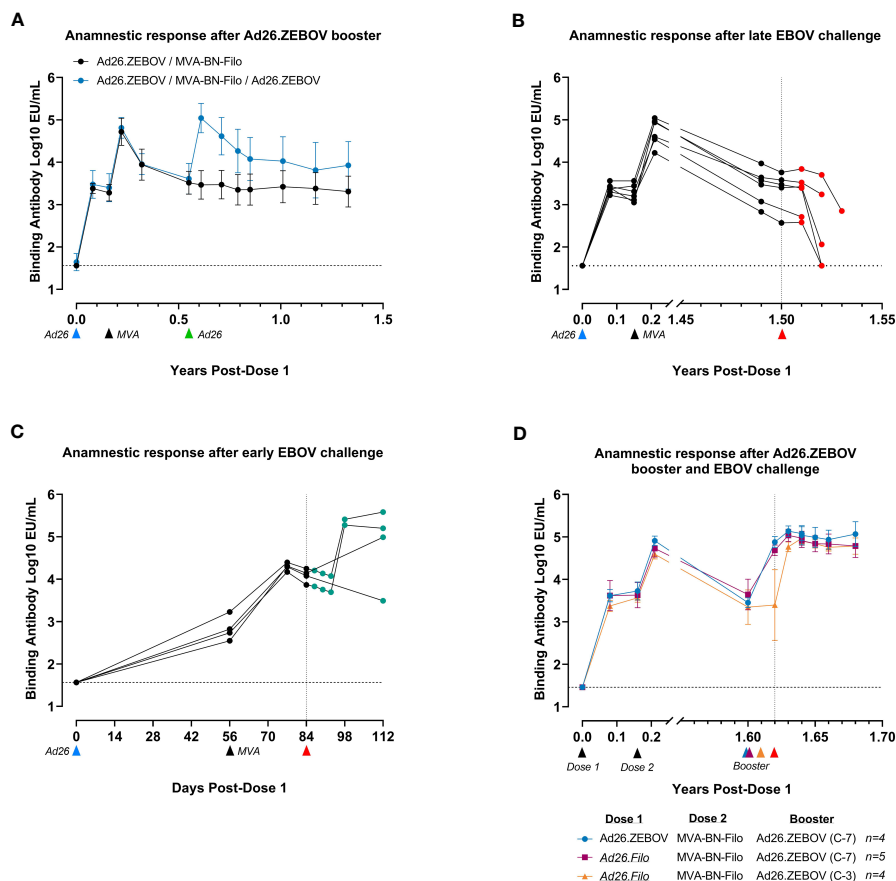 A
Anamnestic response after Ad26.ZEBOV booster
Ad26.ZEBOV / MVA-BN-Filo
Ad26.ZEBOV / MVA-BN-Filo / Ad26.ZEBOV
Binding Antibody Log10 EU/mL
6
5
4
3
2
1
0.0 0.5 1.0 1.5
Ad26 MVA Ad26
Years Post-Dose 1
B
Anamnestic response after late EBOV challenge
Binding Antibody Log10 EU/mL
6
5
4
3
2
1
0.0 0.1 0.2 1.45 1.50 1.55
Ad26 MVA
Years Post-Dose 1
C
Anamnestic response after early EBOV challenge
Binding Antibody Log10 EU/mL
6
5
4
3
2
1
0 14 28 42 56 70 84 98 112
Ad26 MVA
Days Post-Dose 1
D
Anamnestic response after Ad26.ZEBOV
booster and EBOV challenge
Binding Antibody Log10 EU/mL
6
5
4
3
2
1
0.0 0.1 0.2 1.60 1.65 1.70
Dose 1 Dose 2 Booster
Years Post-Dose 1
Dose 1 Dose 2 Booster
Ad26.ZEBOV MVA-BN-Filo Ad26.ZEBOV (C-7) n=4
Ad26.Filo MVA-BN-Filo Ad26.ZEBOV (C-7) n=5
Ad26.Filo MVA-BN-Filo Ad26.ZEBOV (C-3) n=4